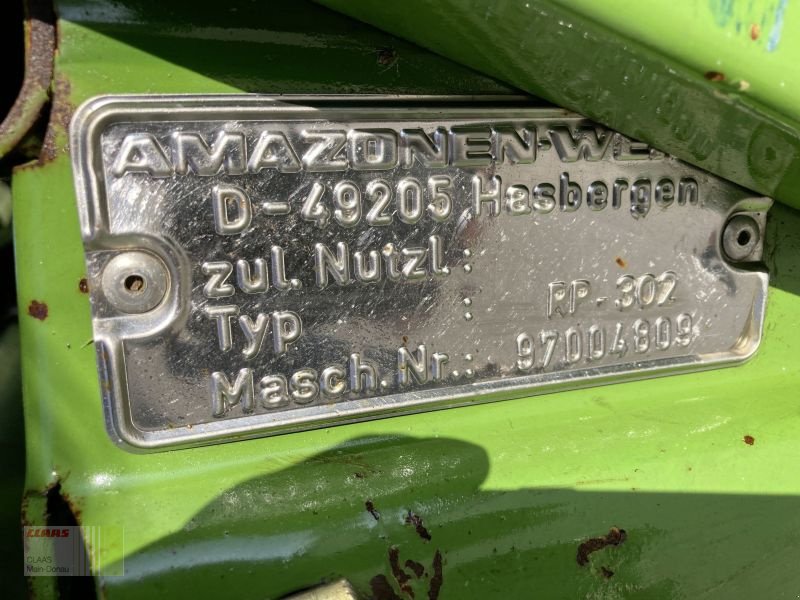 AMAZONEN-WE
D-49205 Hasbergen
zul. Nutzl.:
Typ : RP-302
Masch. Nr.: 97004809
CLAAS
CLAAS
Main-Donau